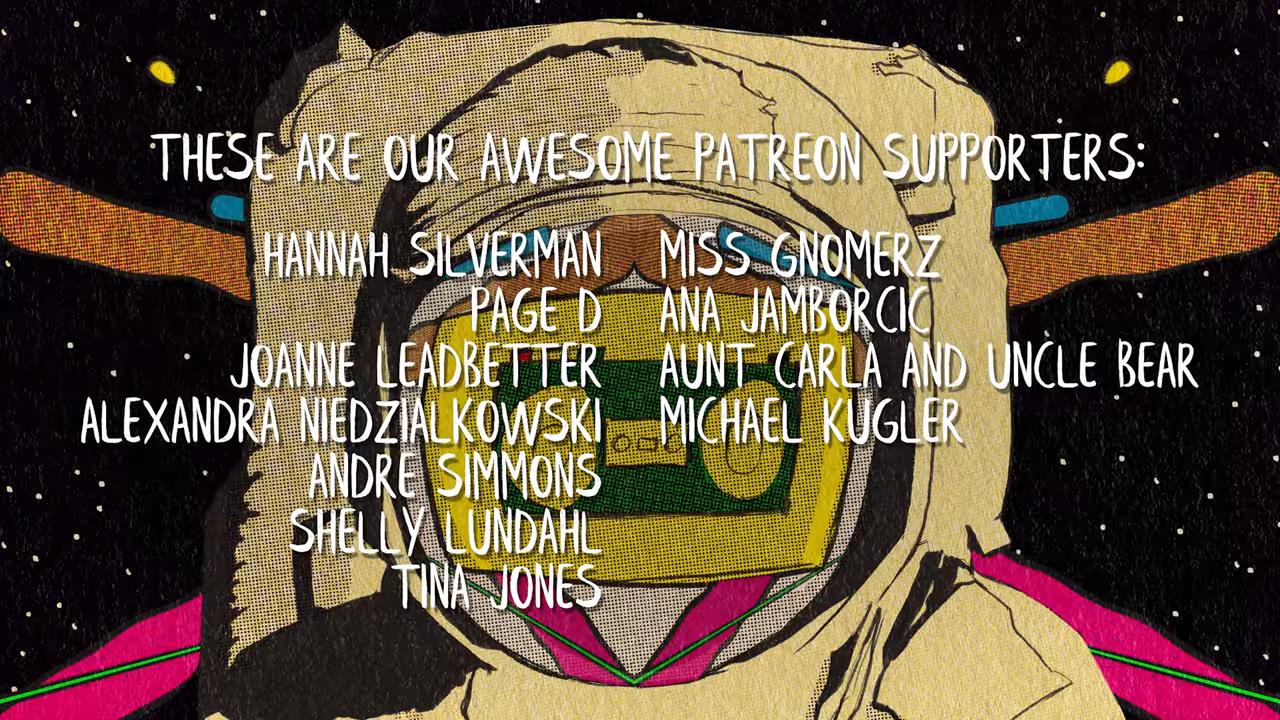 THESE ARE OUR AWESOME PATREON SUPPORTERS:
HANNAH SILVERMAN
PAGE D
JOANNE LEADBETTER
ALEXANDRA NIEDZIALKOWSKI
ANDRE SIMMONS
SHELLY LUNDAHL
TINA JONES
MISS GNOMERZ
ANA JAMBORCIC
AUNT CARLA AND UNCLE BEAR
MICHAEL KUGLER